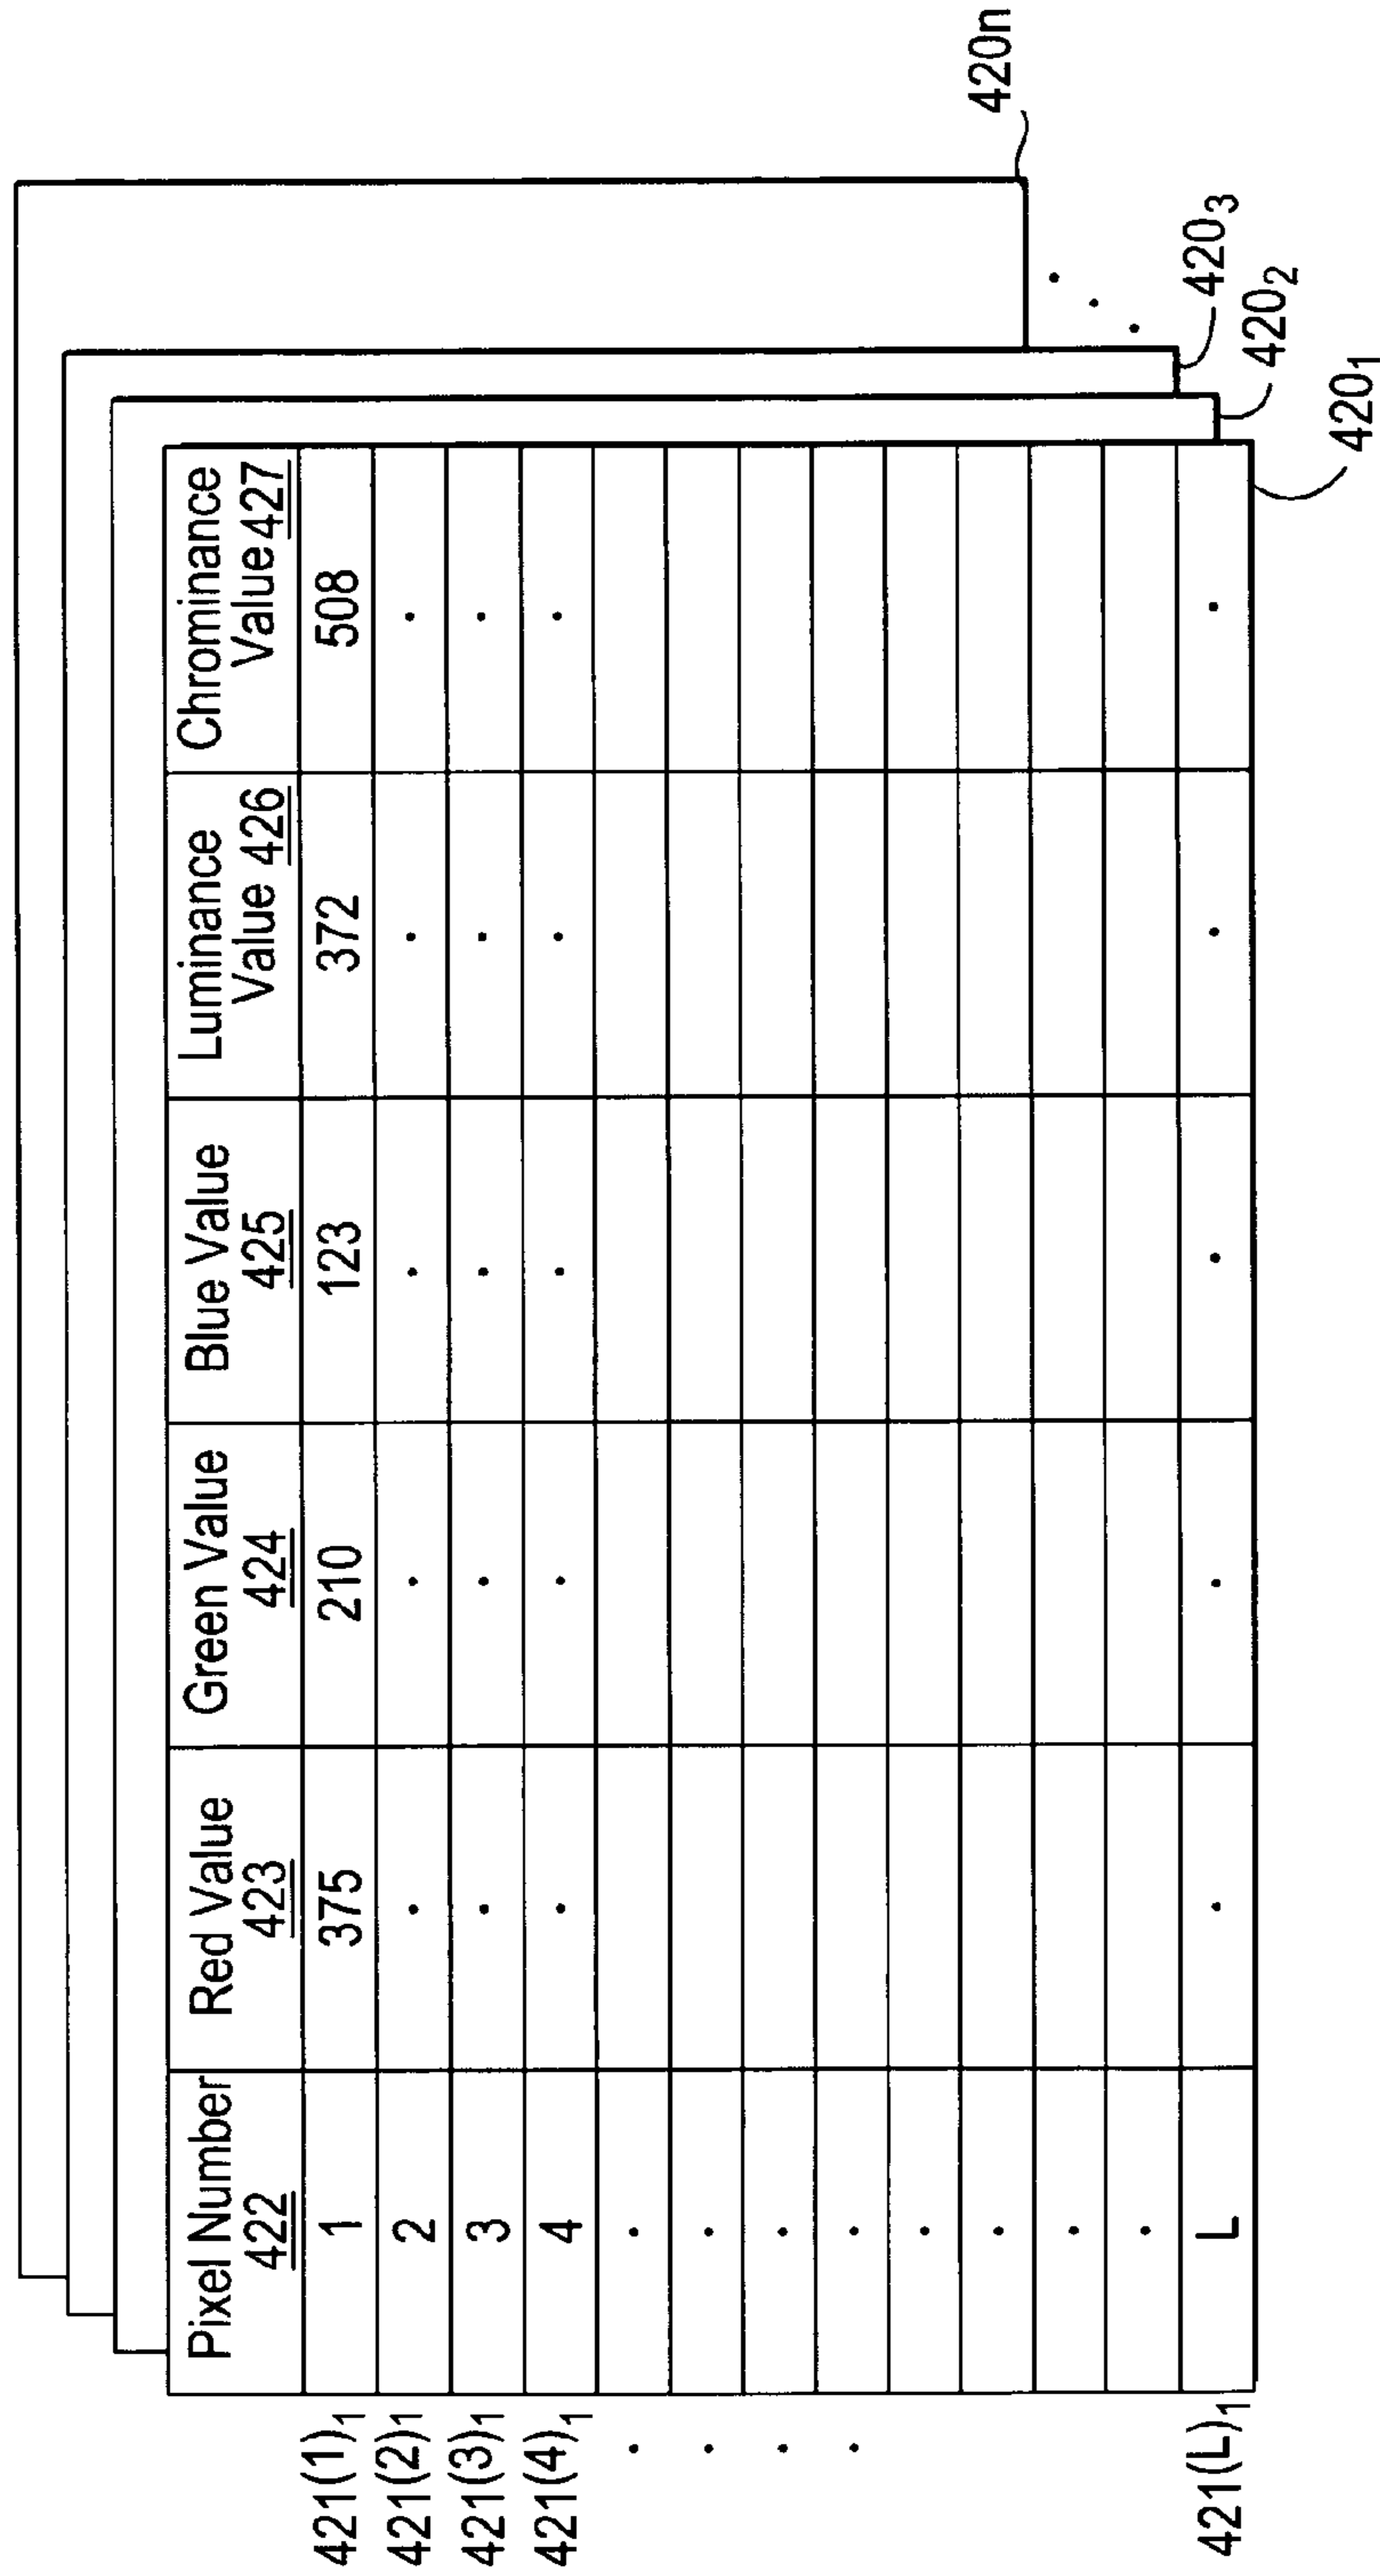 Pixel Number 422 Red Value 423 Green Value 424 Blue Value 425 Luminance Value 426 Chrominance Value 427
421(1)₁ 1 375 210 123 372 508
421(2)₁ 2 . . . . .
421(3)₁ 3 . . . . .
421(4)₁ 4 . . . . .
. .
. .
. .
. .
.
.
.
.
421(L)₁ L . . . . .
420n
. . .
420₃
420₂
420₁